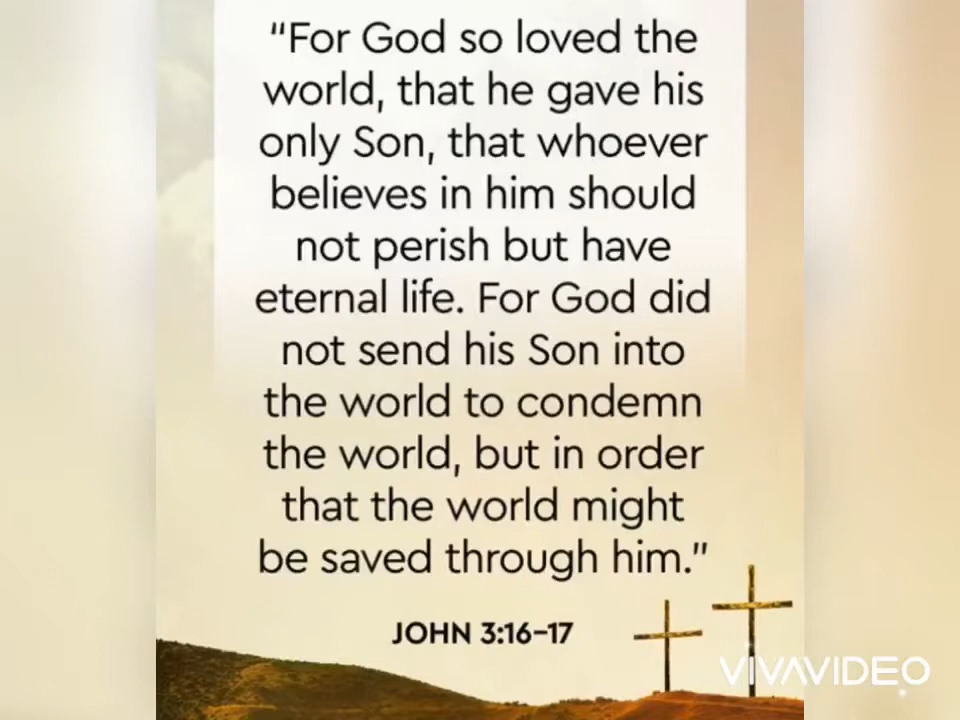 “For God so loved the
world, that he gave his
only Son, that whoever
believes in him should
not perish but have
eternal life. For God did
not send his Son into
the world to condemn
the world, but in order
that the world might
be saved through him.”
JOHN 3:16–17
VIVAVIDEO